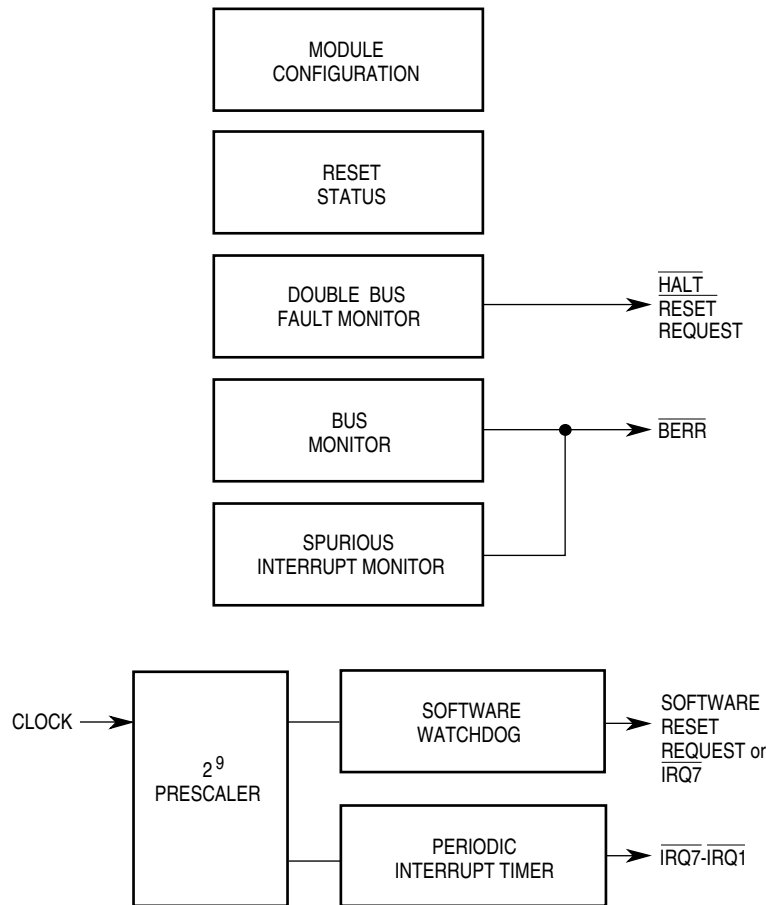 MODULE
CONFIGURATION
RESET
STATUS
DOUBLE BUS
FAULT MONITOR
HALT
RESET
REQUEST
BUS
MONITOR
BERR
SPURIOUS
INTERRUPT MONITOR
CLOCK
2⁹
PRESCALER
SOFTWARE
WATCHDOG
SOFTWARE
RESET
REQUEST or
IRQ7
PERIODIC
INTERRUPT TIMER
IRQ7-IRQ1